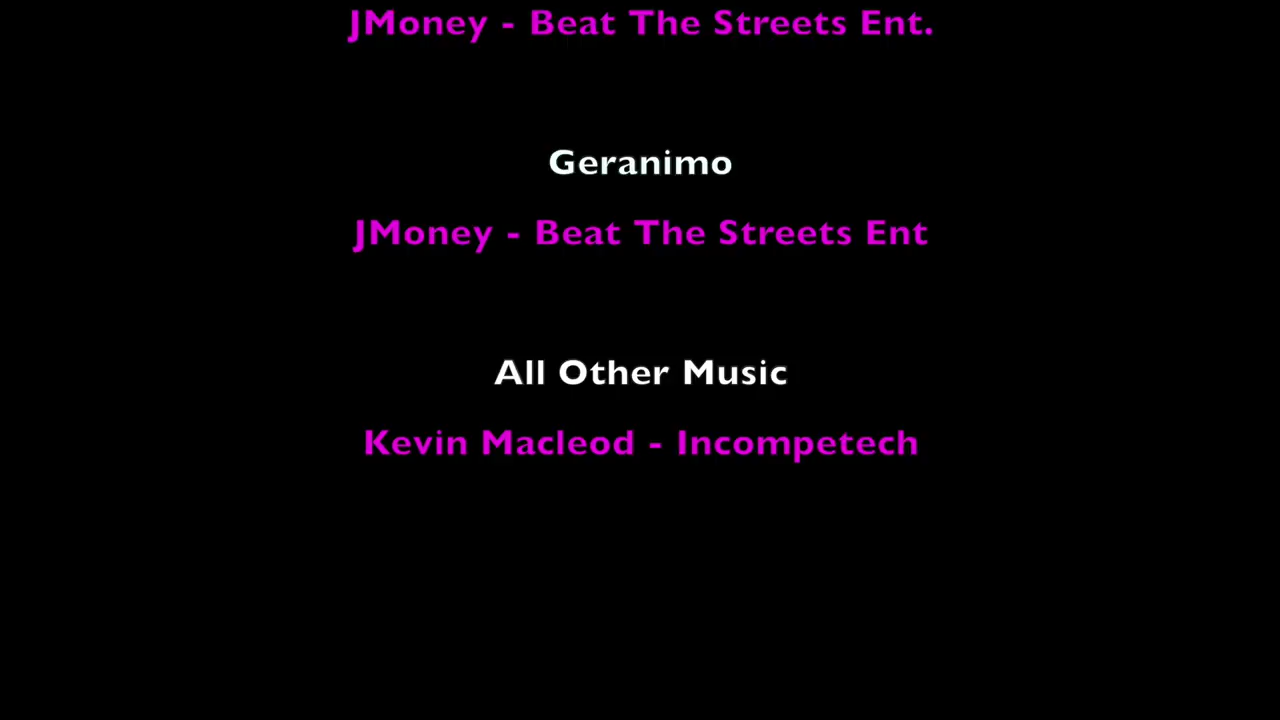 JMoney - Beat The Streets Ent.
Geranimo
JMoney - Beat The Streets Ent
All Other Music
Kevin Macleod - Incompetech